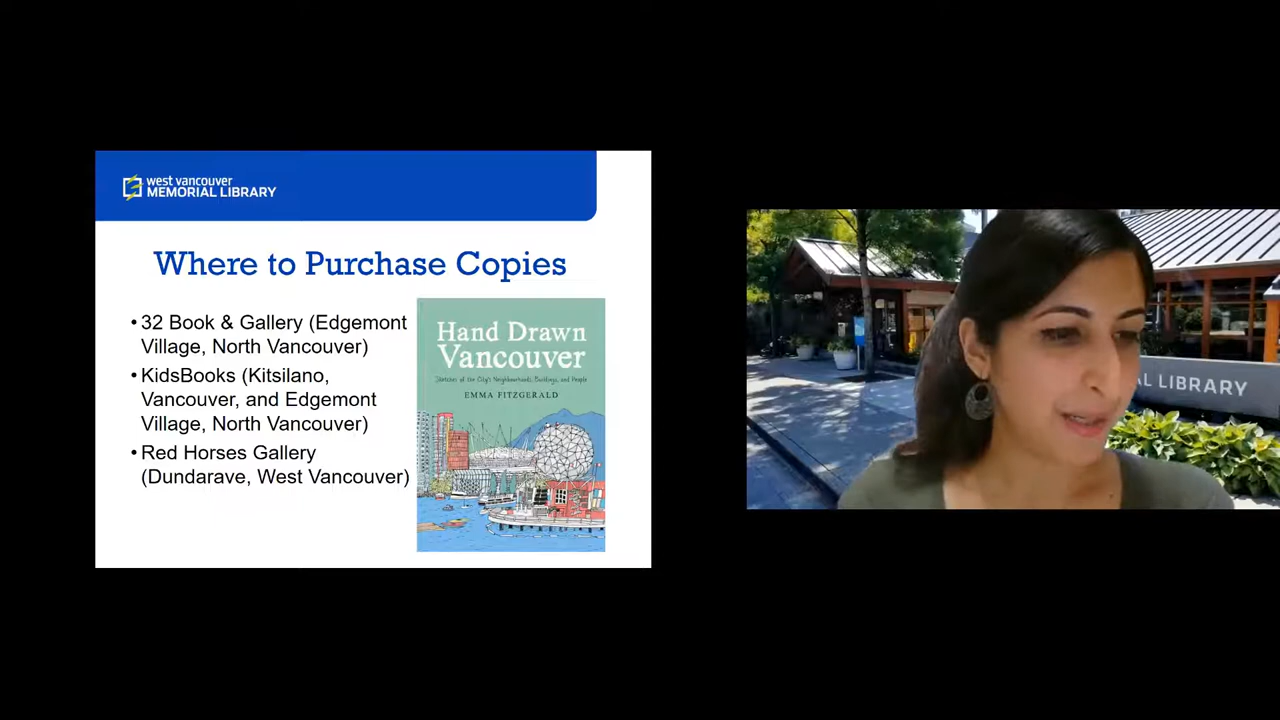 west vancouver
MEMORIAL LIBRARY
Where to Purchase Copies
•32 Book & Gallery (Edgemont
Village, North Vancouver)
•KidsBooks (Kitsilano,
Vancouver, and Edgemont
Village, North Vancouver)
•Red Horses Gallery
(Dundarave, West Vancouver)
Hand Drawn
Vancouver
Sketches of the City's Neighbourhoods, Buildings, and People
EMMA FITZGERALD
AL LIBRARY